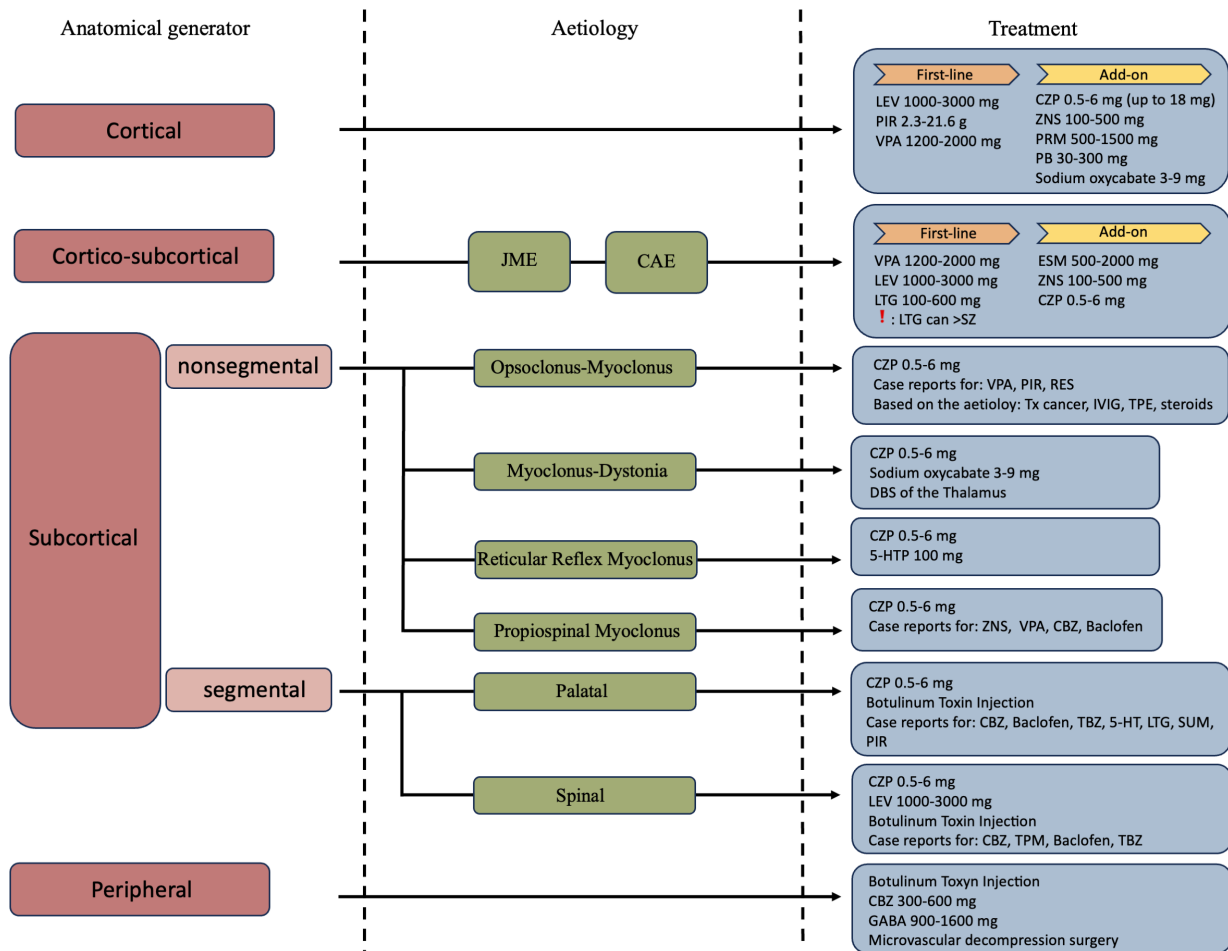 Anatomical generator
Aetiology
Treatment
Cortical
First-line
Add-on
LEV 1000-3000 mg
PIR 2.3-21.6 g
VPA 1200-2000 mg
CZP 0.5-6 mg (up to 18 mg)
ZNS 100-500 mg
PRM 500-1500 mg
PB 30-300 mg
Sodium oxycabate 3-9 mg
Cortico-subcortical
JME
CAE
First-line
Add-on
VPA 1200-2000 mg
LEV 1000-3000 mg
LTG 100-600 mg
! : LTG can >SZ
ESM 500-2000 mg
ZNS 100-500 mg
CZP 0.5-6 mg
Subcortical
nonsegmental
Opsoclonus-Myoclonus
CZP 0.5-6 mg
Case reports for: VPA, PIR, RES
Based on the aetioloy: Tx cancer, IVIG, TPE, steroids
Myoclonus-Dystonia
CZP 0.5-6 mg
Sodium oxycabate 3-9 mg
DBS of the Thalamus
Reticular Reflex Myoclonus
CZP 0.5-6 mg
5-HTP 100 mg
Propiospinal Myoclonus
CZP 0.5-6 mg
Case reports for: ZNS, VPA, CBZ, Baclofen
segmental
Palatal
CZP 0.5-6 mg
Botulinum Toxin Injection
Case reports for: CBZ, Baclofen, TBZ, 5-HT, LTG, SUM,
PIR
Spinal
CZP 0.5-6 mg
LEV 1000-3000 mg
Botulinum Toxin Injection
Case reports for: CBZ, TPM, Baclofen, TBZ
Peripheral
Botulinum Toxyn Injection
CBZ 300-600 mg
GABA 900-1600 mg
Microvascular decompression surgery